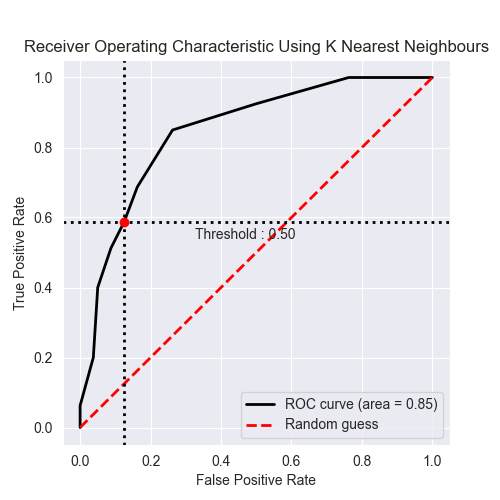 Receiver Operating Characteristic Using K Nearest Neighbours
1.0
0.8
0.6
0.4
0.2
0.0
True Positive Rate
Threshold : 0.50
ROC curve (area = 0.85)
Random guess
0.0 0.2 0.4 0.6 0.8 1.0
False Positive Rate